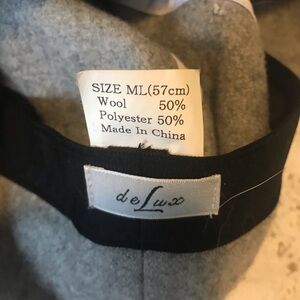 SIZE ML(57cm)
Wool 50%
Polyester 50%
Made In China
deLux